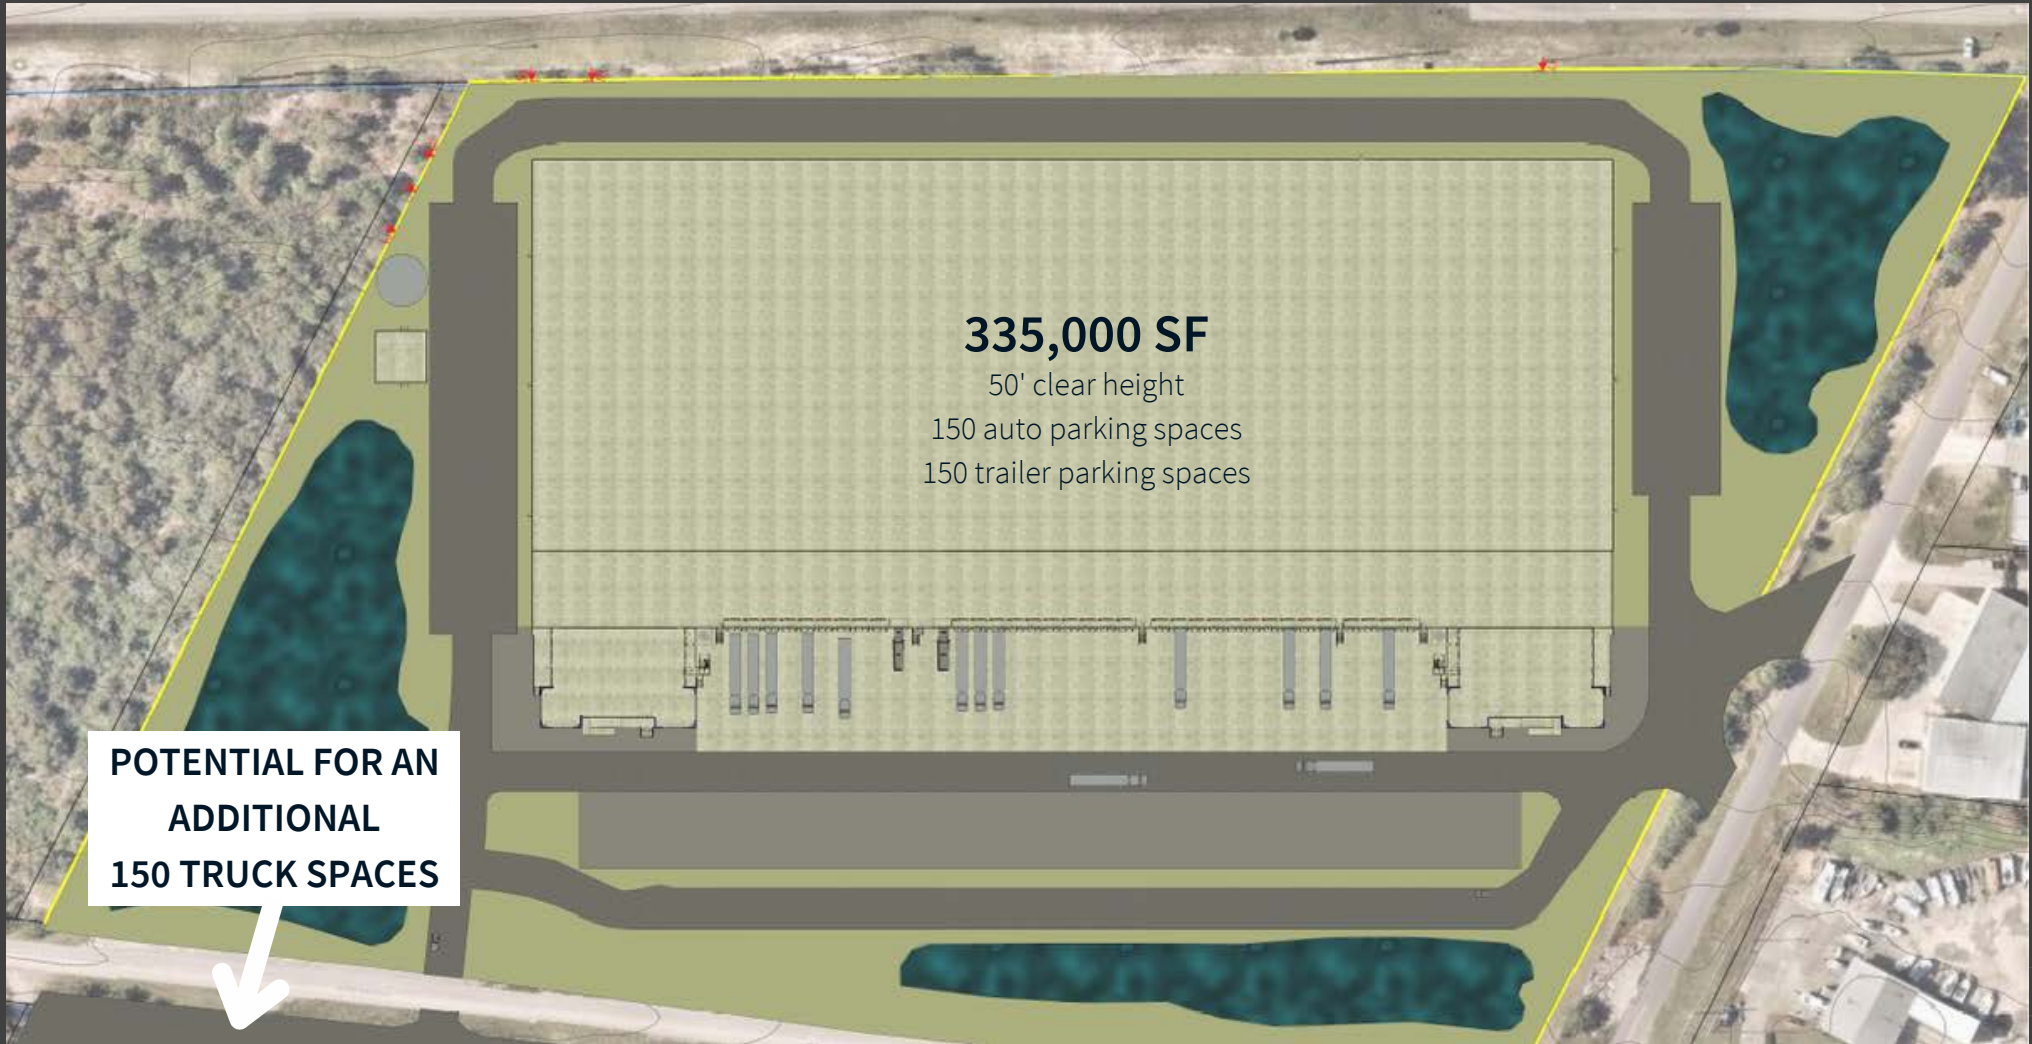 335,000 SF
50' clear height
150 auto parking spaces
150 trailer parking spaces
POTENTIAL FOR AN
ADDITIONAL
150 TRUCK SPACES